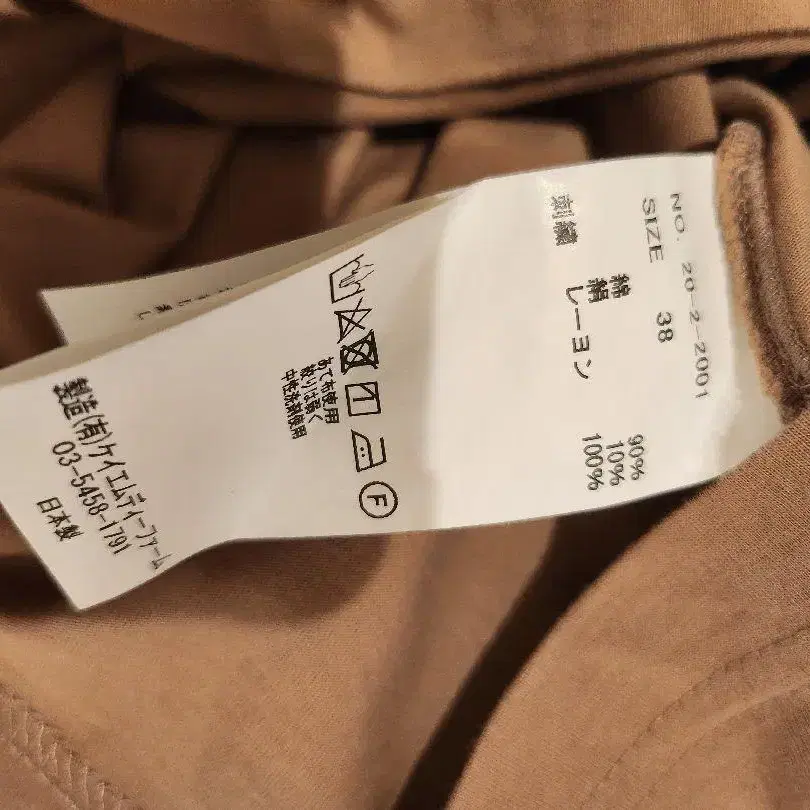 NO. 20-2-2001
SIZE 38
綿 90%
絹 10%
刺繍 レーヨン 100%
F
あて布使用
絞りは弱く
中性洗剤使用
製造(有)ケイエムディーファーム
03-5458-1791
日本製